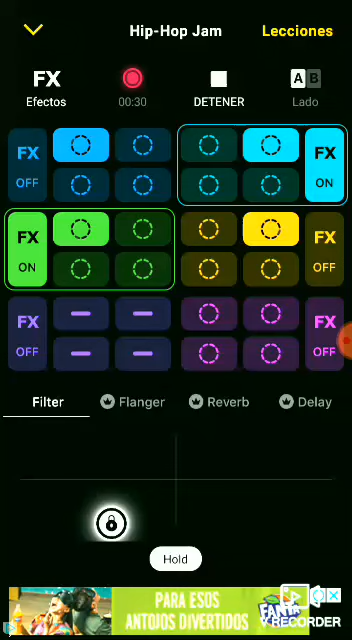 Hip-Hop Jam
Lecciones
FX
Efectos
00:30
DETENER
A B
Lado
FX
OFF
FX
ON
FX
ON
FX
OFF
FX
OFF
FX
OFF
Filter
Flanger
Reverb
Delay
Hold
PARA ESOS
ANTOJOS DIVERTIDOS
FANTA
RECORDER